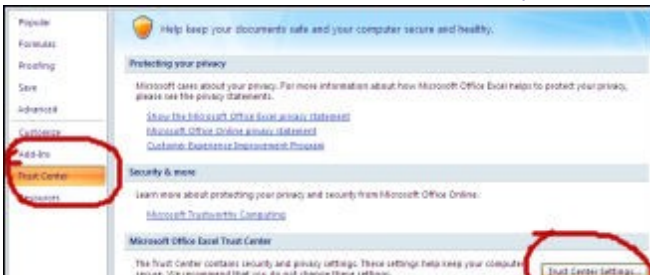 Popular
Formulas
Proofing
Save
Advanced
Customize
Add-Ins
Trust Center
Resources
Help keep your documents safe and your computer secure and healthy.
Protecting your privacy
Microsoft cares about your privacy. For more information about how Microsoft Office Excel helps to protect your privacy,
please see the privacy statements.
Show the Microsoft Office Excel privacy statement
Microsoft Office Online privacy statement
Customer Experience Improvement Program
Security & more
Learn more about protecting your privacy and security from Microsoft Office Online.
Microsoft Trustworthy Computing
Microsoft Office Excel Trust Center
The Trust Center contains security and privacy settings. These settings help keep your computer
secure. We recommend that you do not change these settings.
Trust Center Settings...